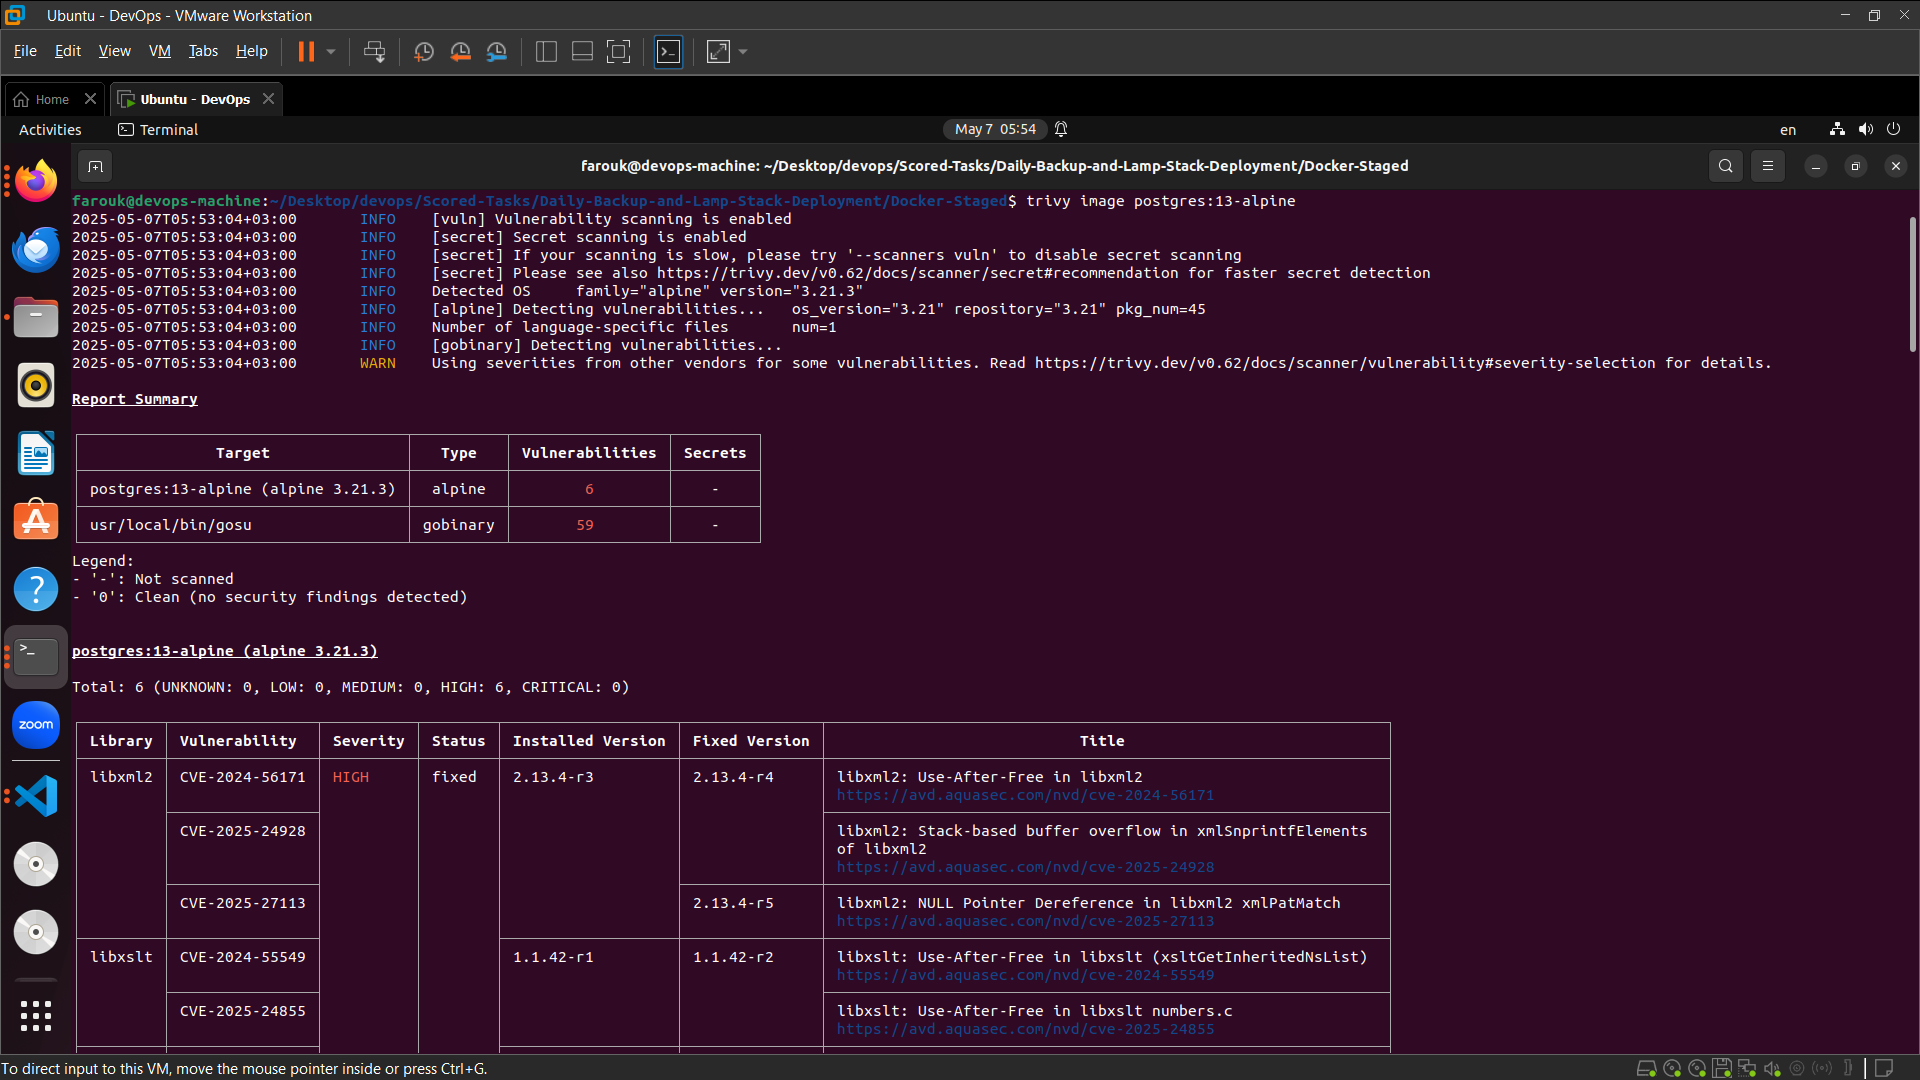 Ubuntu - DevOps - VMware Workstation
File Edit View VM Tabs Help
Home Ubuntu - DevOps
Activities Terminal May 7 05:54 en
farouk@devops-machine: ~/Desktop/devops/Scored-Tasks/Daily-Backup-and-Lamp-Stack-Deployment/Docker-Staged
farouk@devops-machine:~/Desktop/devops/Scored-Tasks/Daily-Backup-and-Lamp-Stack-Deployment/Docker-Staged$ trivy image postgres:13-alpine
2025-05-07T05:53:04+03:00 INFO [vuln] Vulnerability scanning is enabled
2025-05-07T05:53:04+03:00 INFO [secret] Secret scanning is enabled
2025-05-07T05:53:04+03:00 INFO [secret] If your scanning is slow, please try '--scanners vuln' to disable secret scanning
2025-05-07T05:53:04+03:00 INFO [secret] Please see also https://trivy.dev/v0.62/docs/scanner/secret#recommendation for faster secret detection
2025-05-07T05:53:04+03:00 INFO Detected OS family="alpine" version="3.21.3"
2025-05-07T05:53:04+03:00 INFO [alpine] Detecting vulnerabilities... os_version="3.21" repository="3.21" pkg_num=45
2025-05-07T05:53:04+03:00 INFO Number of language-specific files num=1
2025-05-07T05:53:04+03:00 INFO [gobinary] Detecting vulnerabilities...
2025-05-07T05:53:04+03:00 WARN Using severities from other vendors for some vulnerabilities. Read https://trivy.dev/v0.62/docs/scanner/vulnerability#severity-selection for details.
Report Summary
Target Type Vulnerabilities Secrets
postgres:13-alpine (alpine 3.21.3) alpine 6 -
usr/local/bin/gosu gobinary 59 -
Legend:
- '-': Not scanned
- '0': Clean (no security findings detected)
postgres:13-alpine (alpine 3.21.3)
Total: 6 (UNKNOWN: 0, LOW: 0, MEDIUM: 0, HIGH: 6, CRITICAL: 0)
Library Vulnerability Severity Status Installed Version Fixed Version Title
libxml2 CVE-2024-56171 HIGH fixed 2.13.4-r3 2.13.4-r4 libxml2: Use-After-Free in libxml2
https://avd.aquasec.com/nvd/cve-2024-56171
CVE-2025-24928 libxml2: Stack-based buffer overflow in xmlSnprintfElements
of libxml2
https://avd.aquasec.com/nvd/cve-2025-24928
CVE-2025-27113 2.13.4-r5 libxml2: NULL Pointer Dereference in libxml2 xmlPatMatch
https://avd.aquasec.com/nvd/cve-2025-27113
libxslt CVE-2024-55549 1.1.42-r1 1.1.42-r2 libxslt: Use-After-Free in libxslt (xsltGetInheritedNsList)
https://avd.aquasec.com/nvd/cve-2024-55549
CVE-2025-24855 libxslt: Use-After-Free in libxslt numbers.c
https://avd.aquasec.com/nvd/cve-2025-24855
zoom
To direct input to this VM, move the mouse pointer inside or press Ctrl+G.